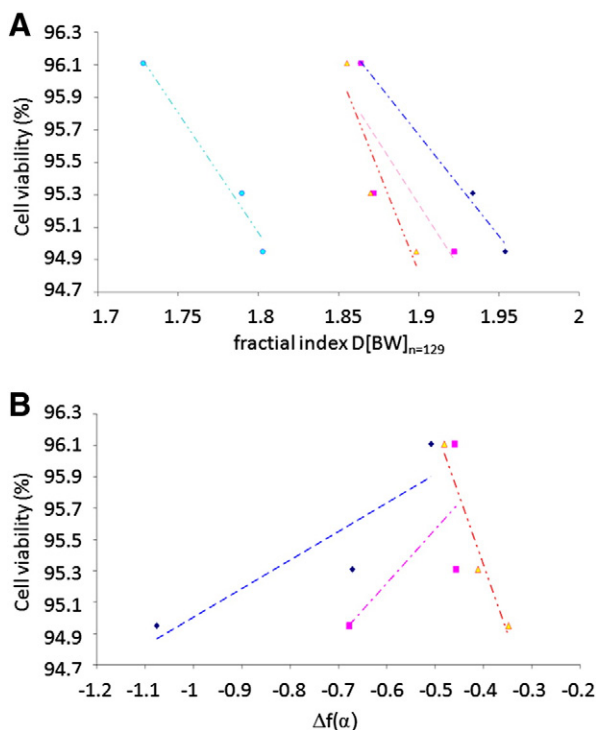 A
96.3
96.1
95.9
95.7
95.5
95.3
95.1
94.9
94.7
Cell viability (%)
1.7 1.75 1.8 1.85 1.9 1.95 2
fractial index D[BW]n=129
B
96.3
96.1
95.9
95.7
95.5
95.3
95.1
94.9
94.7
Cell viability (%)
-1.2 -1.1 -1 -0.9 -0.8 -0.7 -0.6 -0.5 -0.4 -0.3 -0.2
Δf(α)